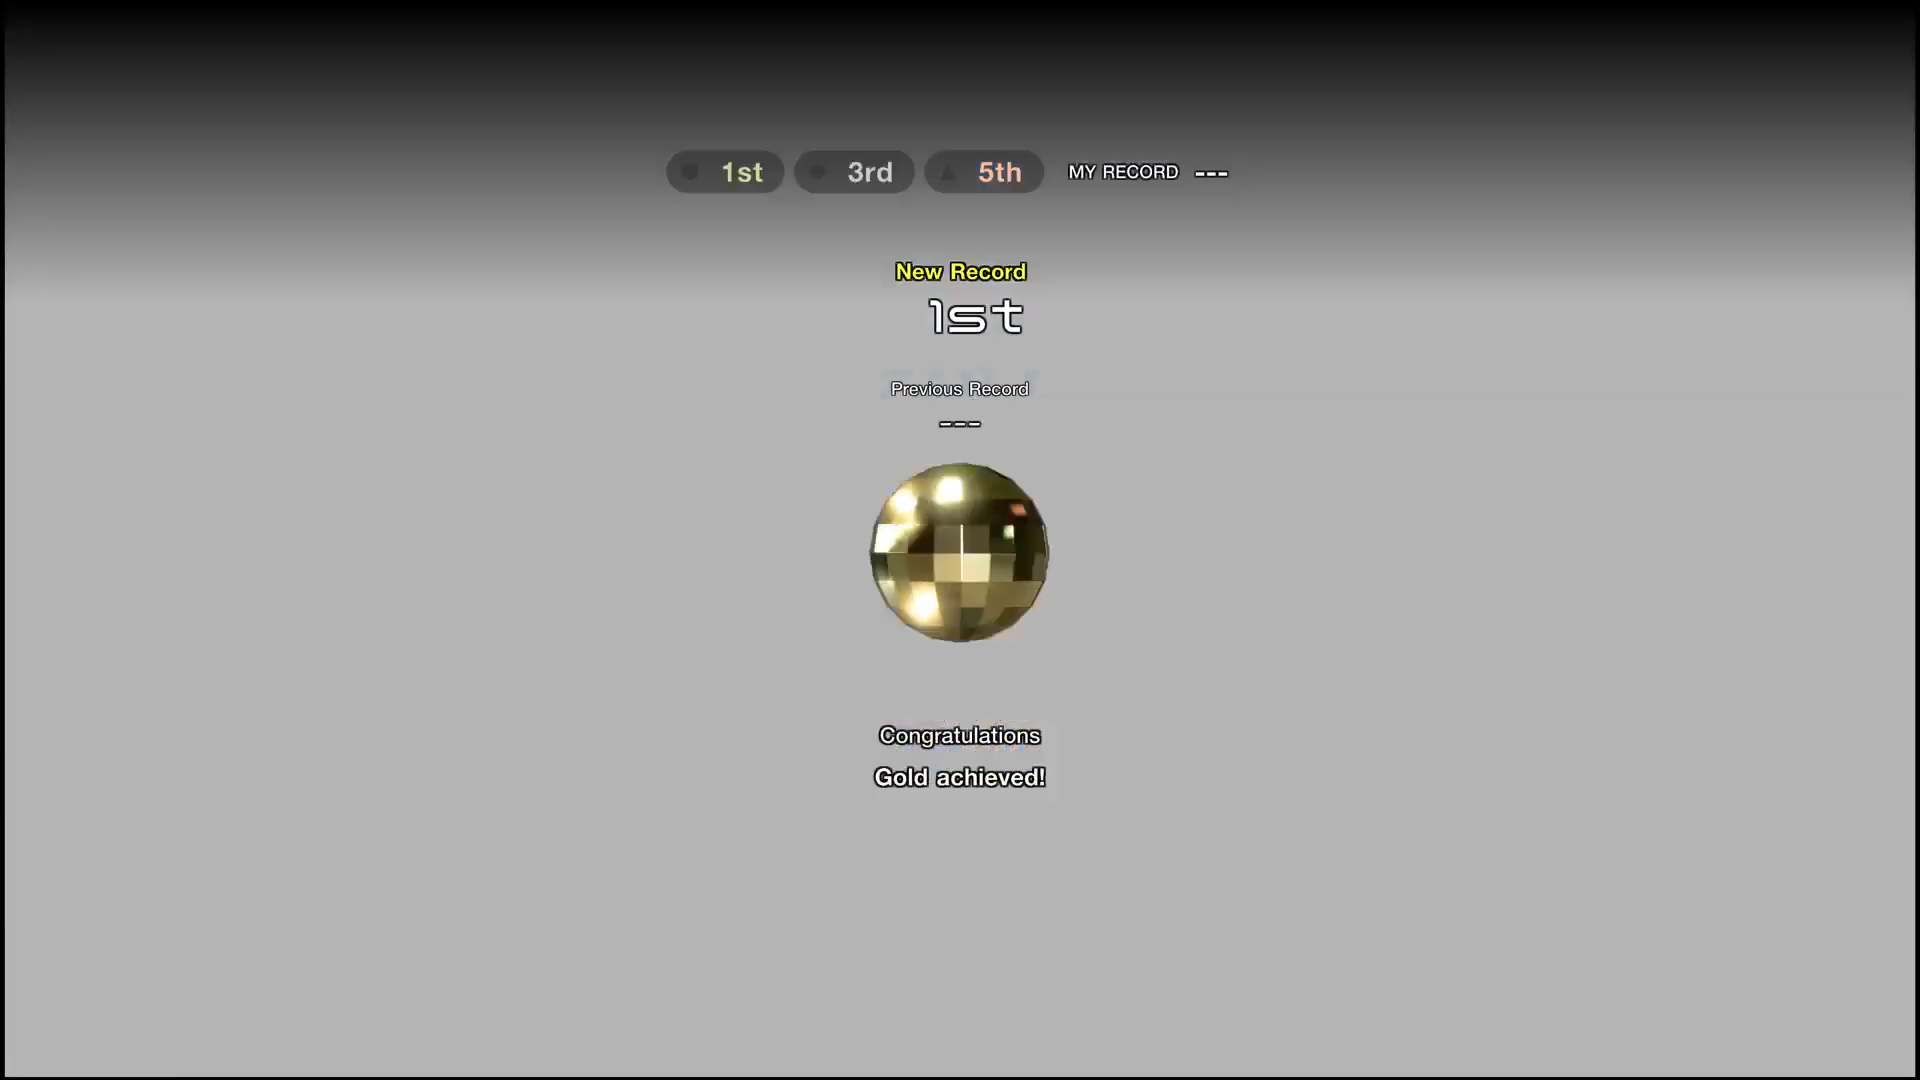 1st 3rd 5th MY RECORD ---
New Record
1st
Previous Record
---
Congratulations
Gold achieved!